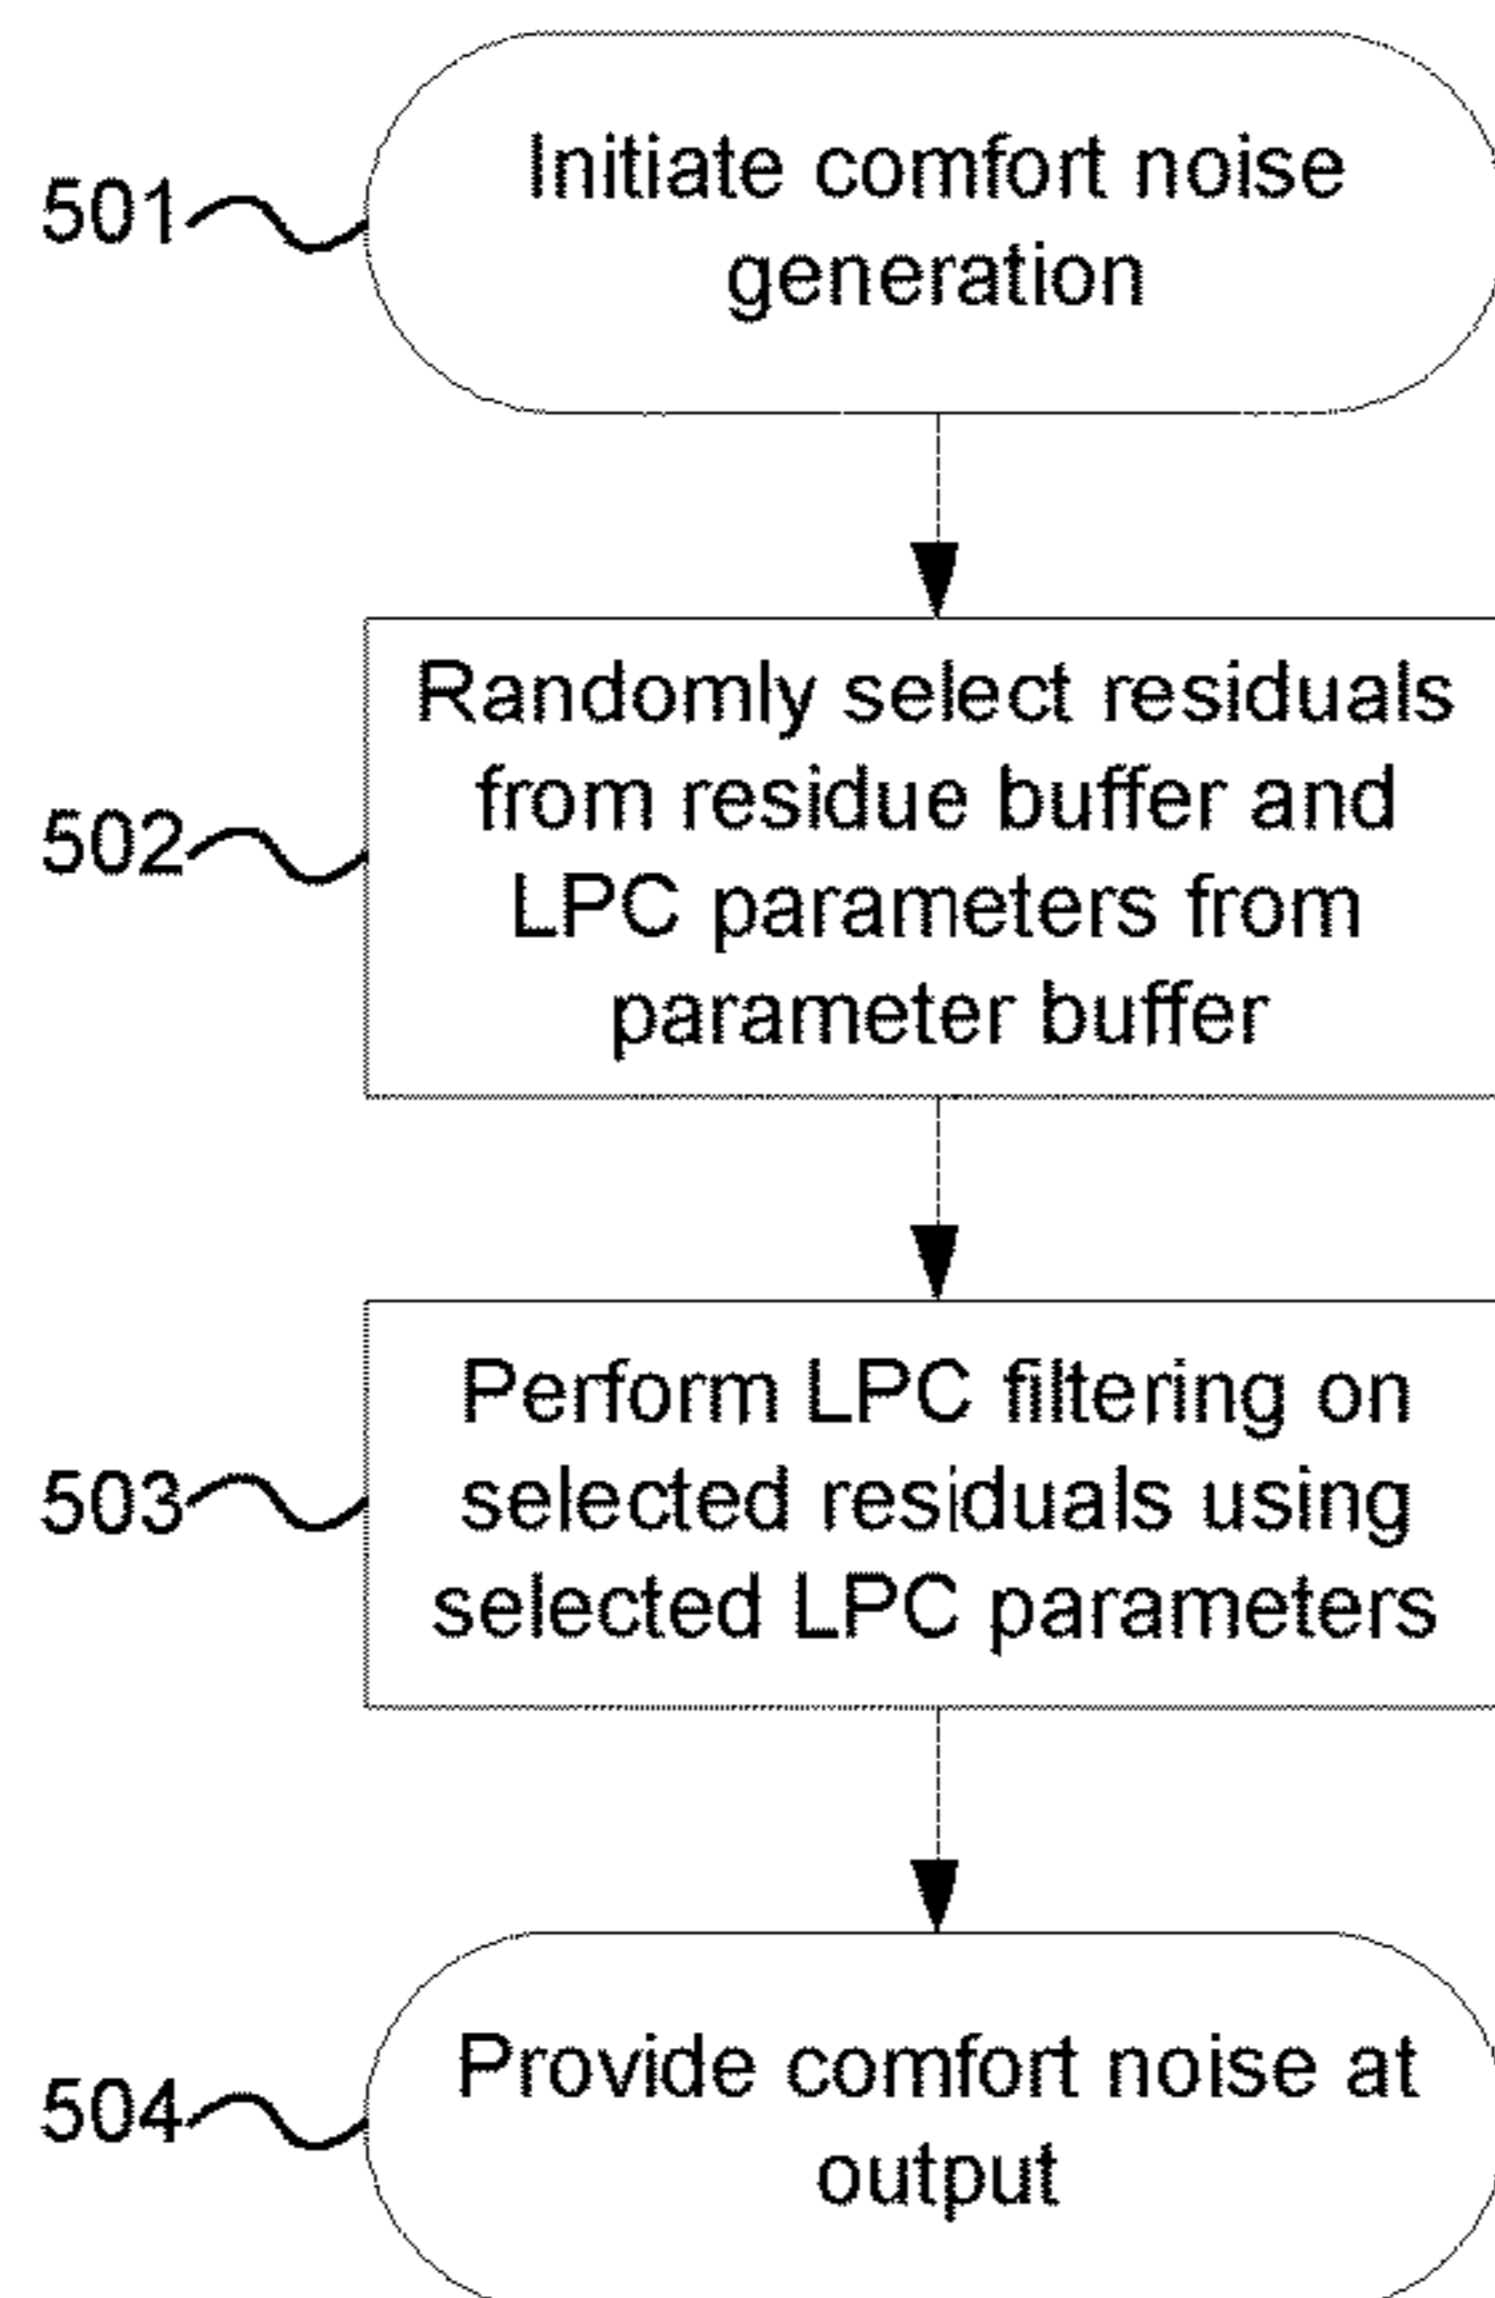 501
Initiate comfort noise
generation
502
Randomly select residuals
from residue buffer and
LPC parameters from
parameter buffer
503
Perform LPC filtering on
selected residuals using
selected LPC parameters
504
Provide comfort noise at
output